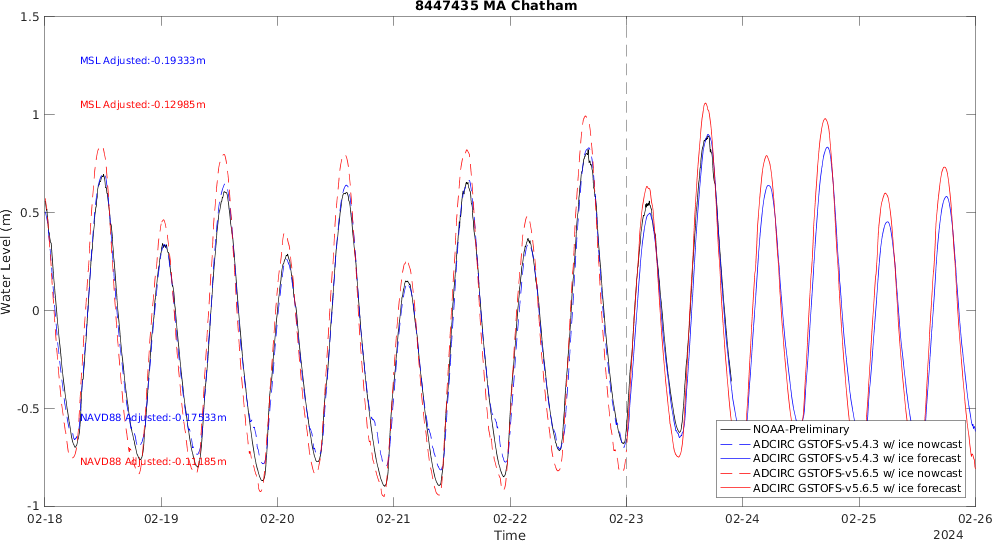 8447435 MA Chatham
1.5
MSL Adjusted:-0.19333m
MSL Adjusted:-0.12985m
1
0.5
Water Level (m)
0
-0.5
NAVD88 Adjusted:-0.17533m
NAVD88 Adjusted:-0.11185m
-1
NOAA-Preliminary
ADCIRC GSTOFS-v5.4.3 w/ ice nowcast
ADCIRC GSTOFS-v5.4.3 w/ ice forecast
ADCIRC GSTOFS-v5.6.5 w/ ice nowcast
ADCIRC GSTOFS-v5.6.5 w/ ice forecast
02-18 02-19 02-20 02-21 02-22 02-23 02-24 02-25 02-26
Time
2024